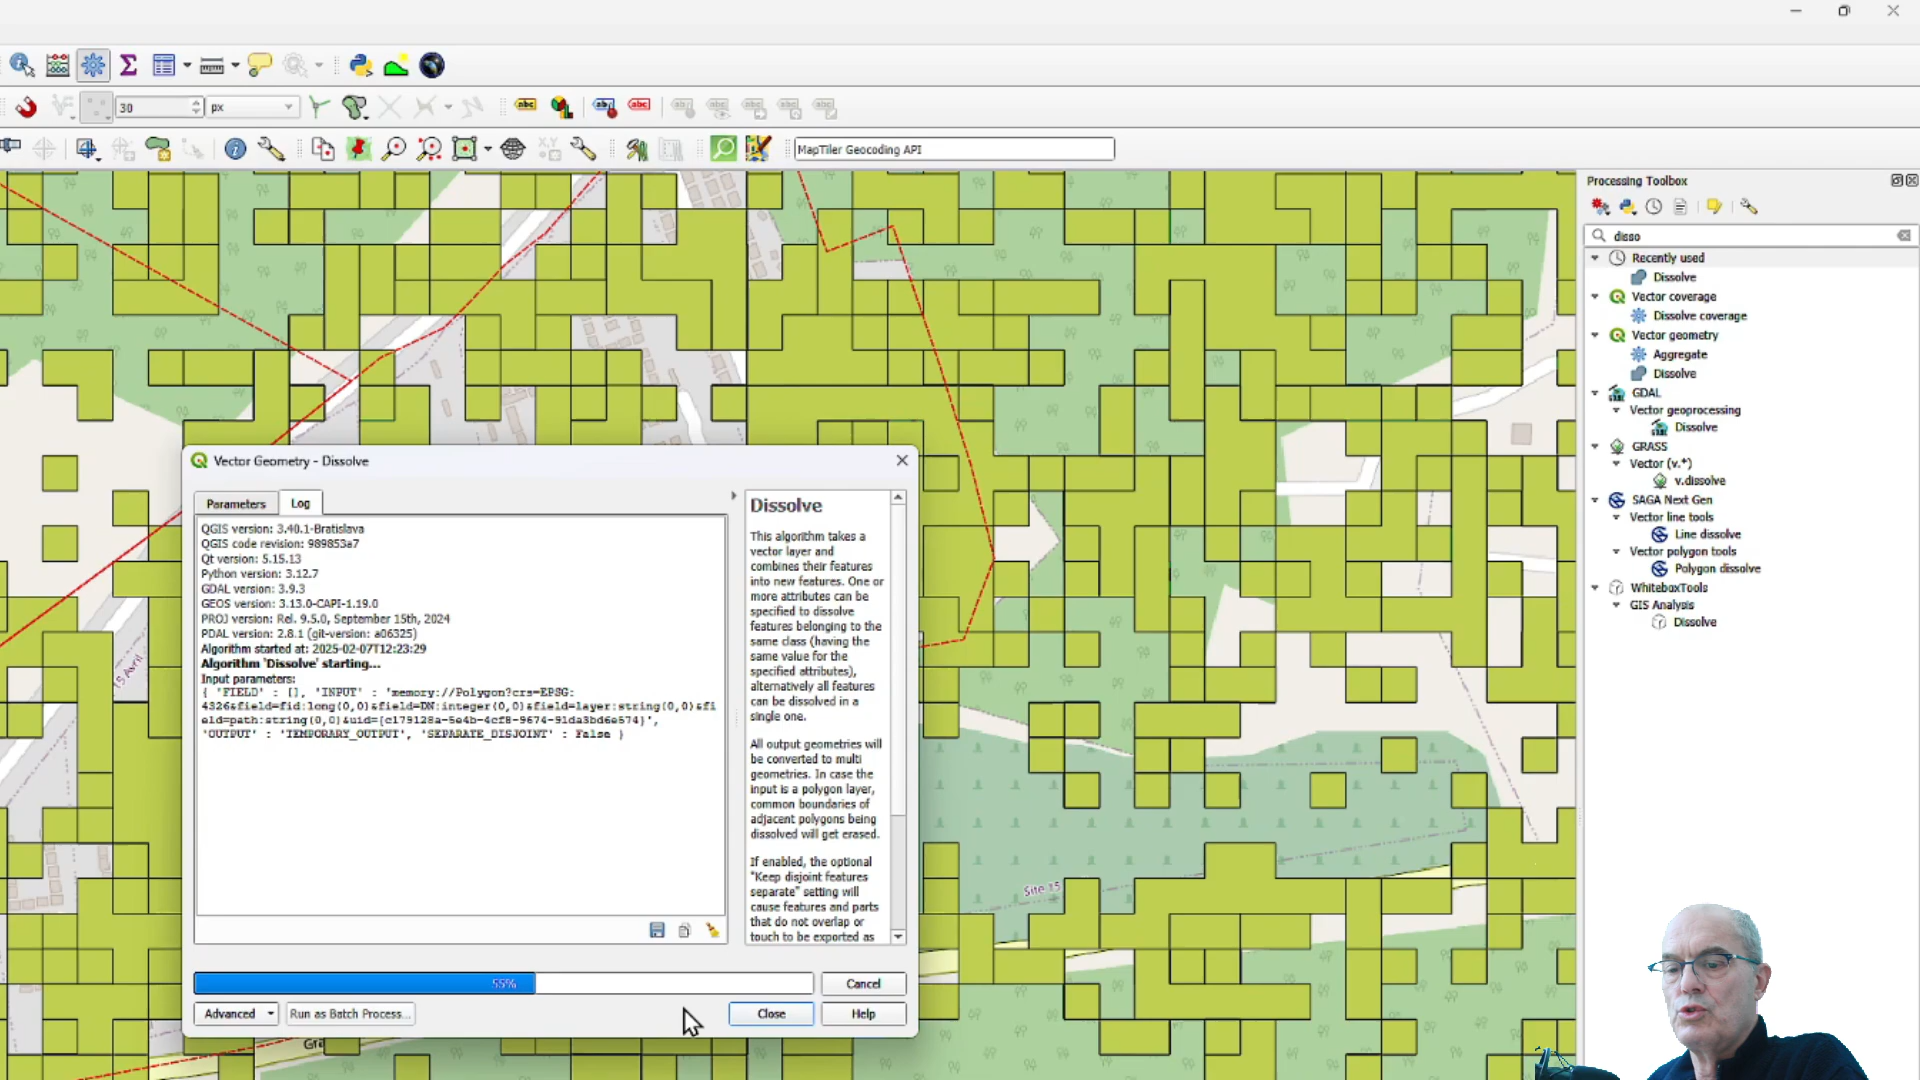 30
px
abc
abc
abc
MapTiler Geocoding API
Processing Toolbox
disso
Recently used
Dissolve
Vector coverage
Dissolve coverage
Vector geometry
Aggregate
Dissolve
GDAL
Vector geoprocessing
Dissolve
GRASS
Vector (v.*)
v.dissolve
SAGA Next Gen
Vector line tools
Line dissolve
Vector polygon tools
Polygon dissolve
WhiteboxTools
GIS Analysis
Dissolve
Vector Geometry - Dissolve
Parameters
Log
QGIS version: 3.40.1-Bratislava
QGIS code revision: 989853a7
Qt version: 5.15.13
Python version: 3.12.7
GDAL version: 3.9.3
GEOS version: 3.13.0-CAPI-1.19.0
PROJ version: Rel. 9.5.0, September 15th, 2024
PDAL version: 2.8.1 (git-version: a06325)
Algorithm started at: 2025-02-07T12:23:29
Algorithm 'Dissolve' starting...
Input parameters:
{ 'FIELD' : [], 'INPUT' : 'memory://Polygon?crs=EPSG:
4326&field=fid:long(0,0)&field=DN:integer(0,0)&field=layer:string(0,0)&fi
eld=path:string(0,0)&uid={c179128a-5e4b-4cf8-9674-91da3bd6e574}',
'OUTPUT' : 'TEMPORARY_OUTPUT', 'SEPARATE_DISJOINT' : False }
Dissolve
This algorithm takes a
vector layer and
combines their features
into new features. One or
more attributes can be
specified to dissolve
features belonging to the
same class (having the
same value for the
specified attributes),
alternatively all features
can be dissolved in a
single one.
All output geometries will
be converted to multi
geometries. In case the
input is a polygon layer,
common boundaries of
adjacent polygons being
dissolved will get erased.
If enabled, the optional
"Keep disjoint features
separate" setting will
cause features and parts
that do not overlap or
touch to be exported as
55%
Cancel
Advanced
Run as Batch Process...
Close
Help
15 Avril
Site 15
Gra